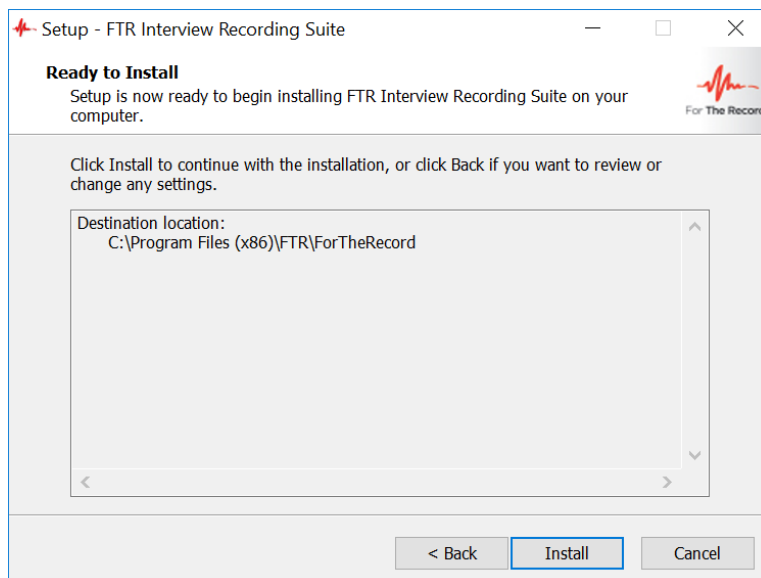 Setup - FTR Interview Recording Suite
Ready to Install
Setup is now ready to begin installing FTR Interview Recording Suite on your
computer.
For The Record
Click Install to continue with the installation, or click Back if you want to review or
change any settings.
Destination location:
C:\Program Files (x86)\FTR\ForTheRecord
< Back
Install
Cancel